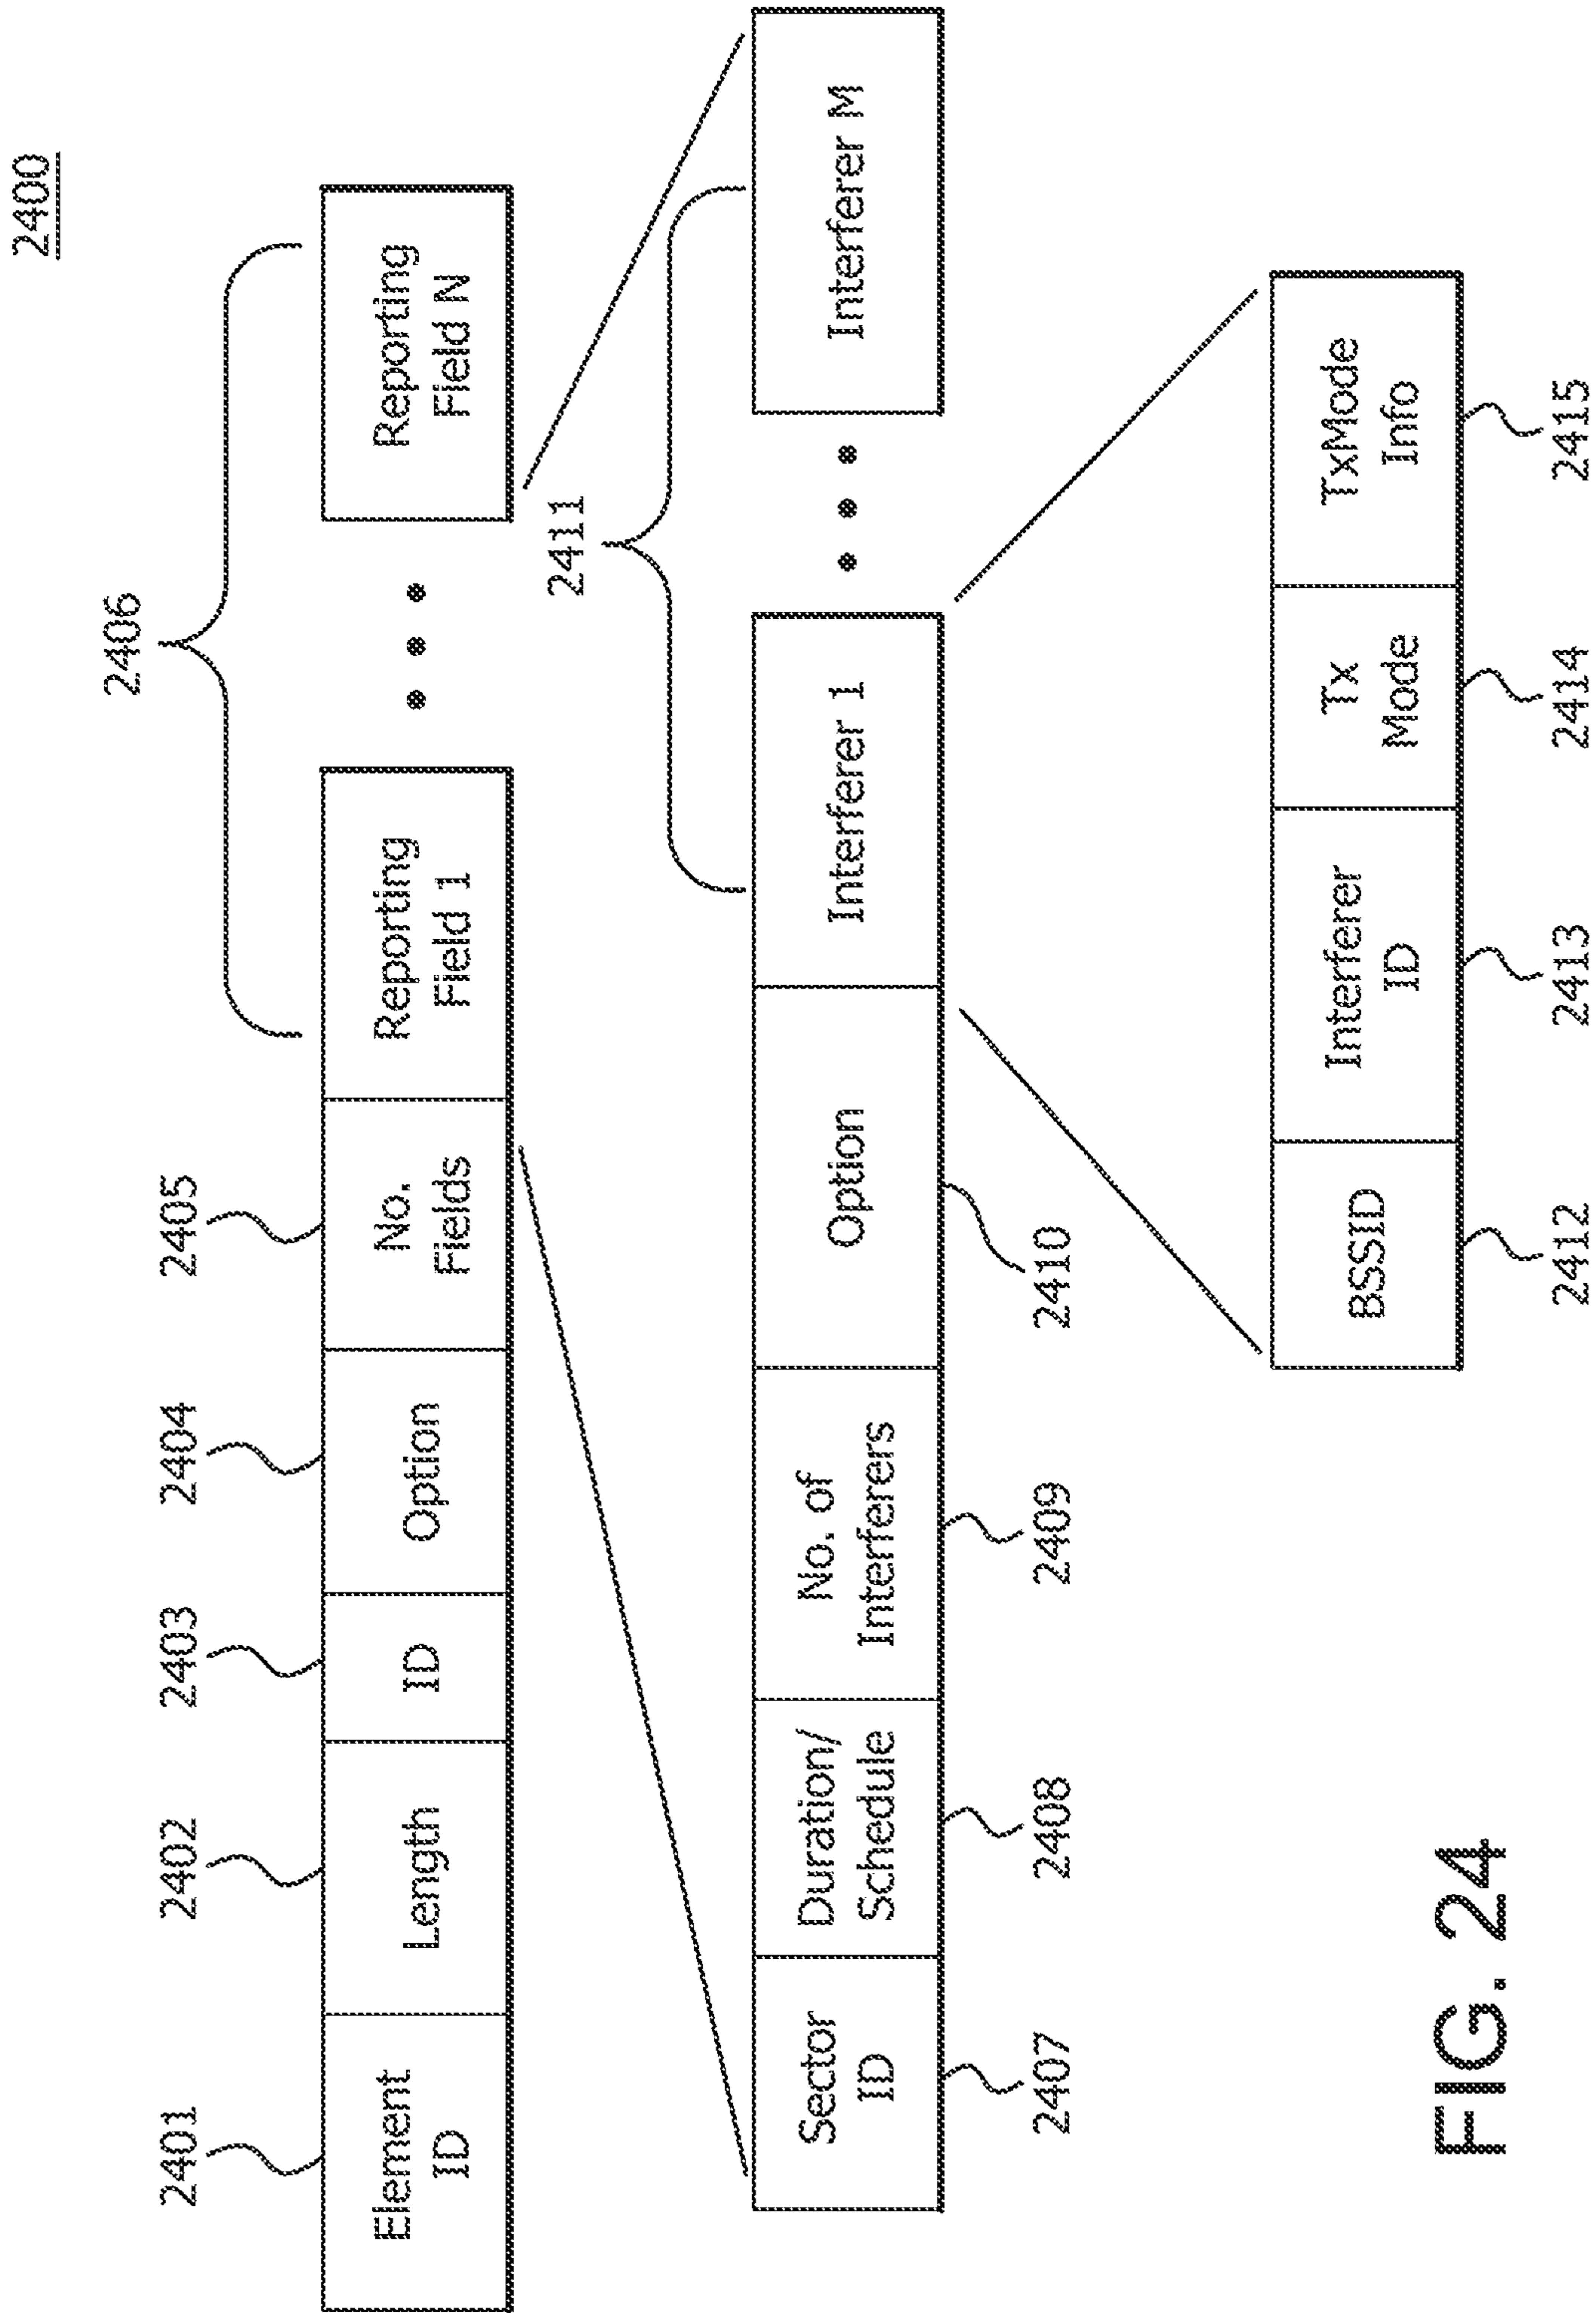 2400
2406
2401
2402
2403
2404
2405
Element
ID
Length
ID
Option
No.
Fields
Reporting
Field 1
Reporting
Field N
2411
Sector
ID
Duration/
Schedule
No. of
Interferers
Option
Interferer 1
Interferer M
2407
2408
2409
2410
BSSID
Interferer
ID
Tx
Mode
TxMode
Info
2412
2413
2414
2415
FIG. 24